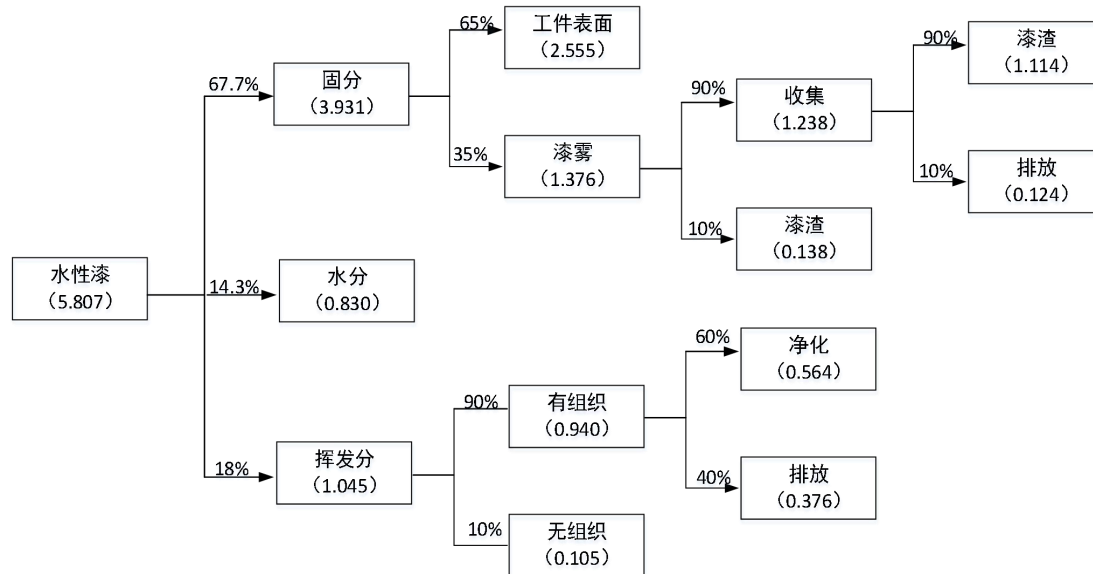 65%
工件表面
(2.555)
67.7%
固分
(3.931)
35%
漆雾
(1.376)
90%
收集
(1.238)
90%
漆渣
(1.114)
10%
排放
(0.124)
10%
漆渣
(0.138)
水性漆
(5.807)
14.3%
水分
(0.830)
18%
挥发分
(1.045)
90%
有组织
(0.940)
60%
净化
(0.564)
40%
排放
(0.376)
10%
无组织
(0.105)